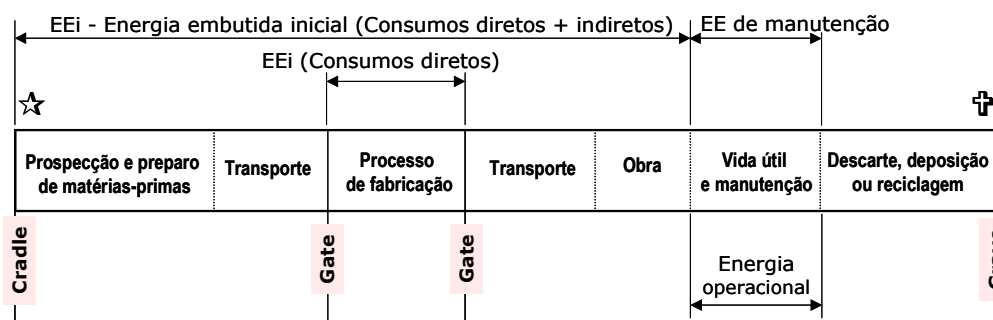 EEi - Energia embutida inicial (Consumos diretos + indiretos)
EE de manutenção
EEi (Consumos diretos)
Prospecção e preparo
de matérias-primas
Transporte
Processo
de fabricação
Transporte
Obra
Vida útil
e manutenção
Descarte, deposição
ou reciclagem
Cradle
Gate
Gate
Energia
operacional